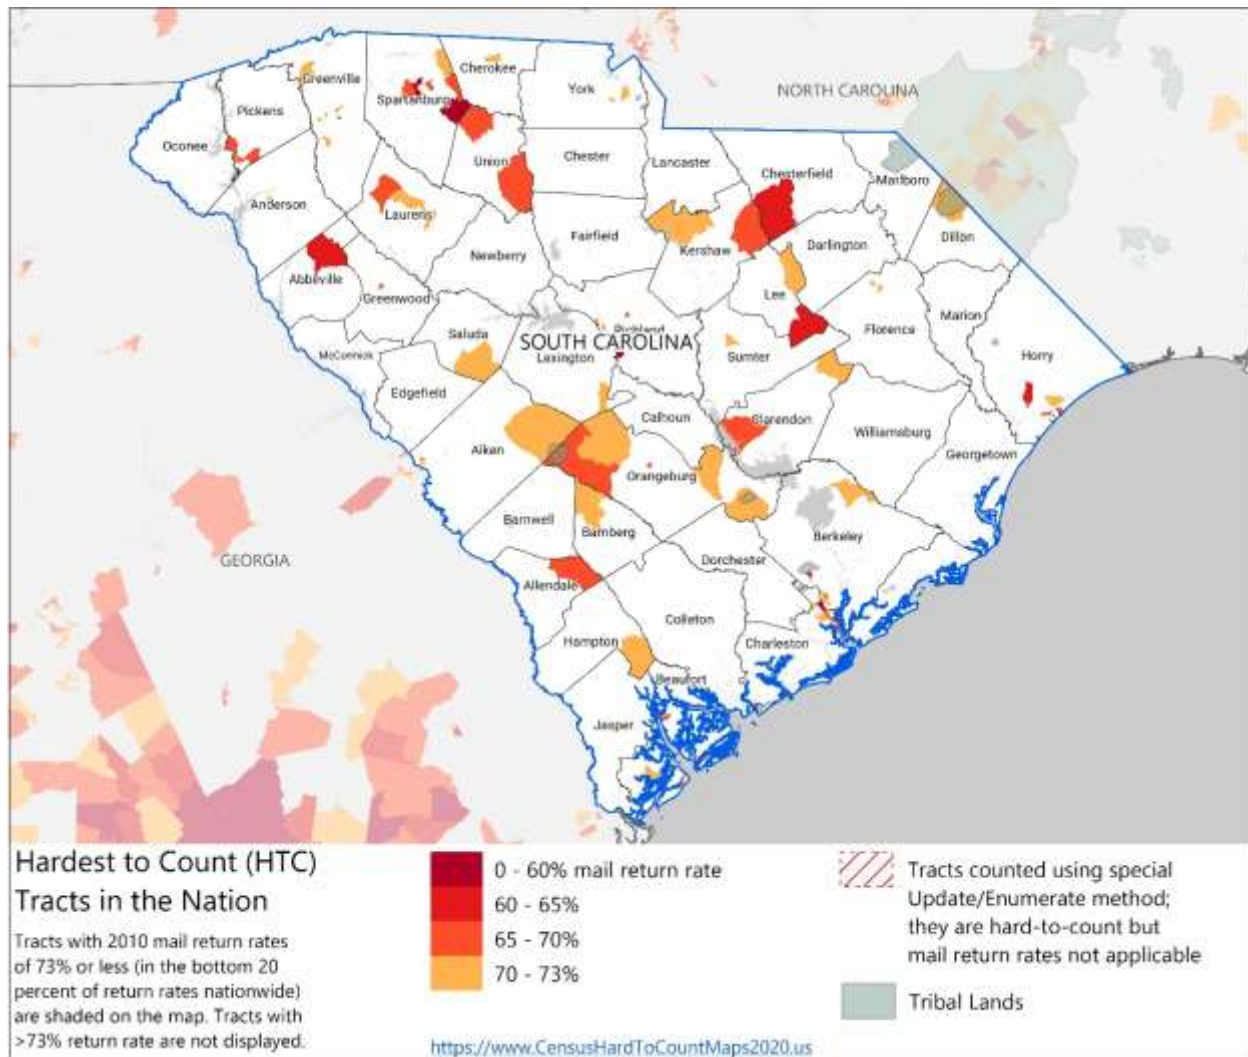 NORTH CAROLINA
Greenville
Cherokee
York
Spartanburg
Pickens
Oconee
Union
Chester
Lancaster
Chesterfield
Marlboro
Anderson
Laurens
Fairfield
Kershaw
Darlington
Dillon
Newberry
Abbeville
Greenwood
Lee
Marion
Florence
Saluda
Richland
SOUTH CAROLINA
McCormick
Lexington
Sumter
Horry
Edgefield
Calhoun
Clarendon
Williamsburg
Aiken
Georgetown
Orangeburg
Barnwell
Bamberg
Berkeley
GEORGIA
Dorchester
Allendale
Colleton
Hampton
Charleston
Beaufort
Jasper
Hardest to Count (HTC)
Tracts in the Nation
Tracts with 2010 mail return rates
of 73% or less (in the bottom 20
percent of return rates nationwide)
are shaded on the map. Tracts with
>73% return rate are not displayed.
0 - 60% mail return rate
60 - 65%
65 - 70%
70 - 73%
https://www.CensusHardToCountMaps2020.us
Tracts counted using special
Update/Enumerate method;
they are hard-to-count but
mail return rates not applicable
Tribal Lands